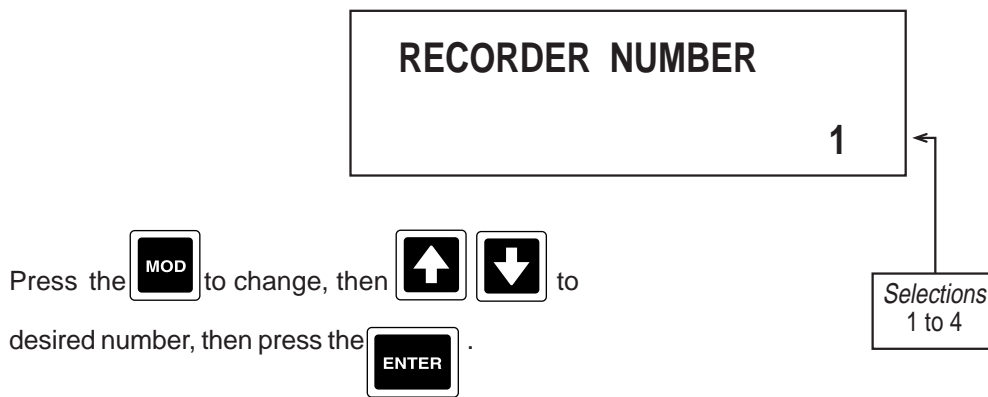 RECORDER NUMBER
1
Press the MOD to change, then to
desired number, then press the ENTER .
Selections
1 to 4